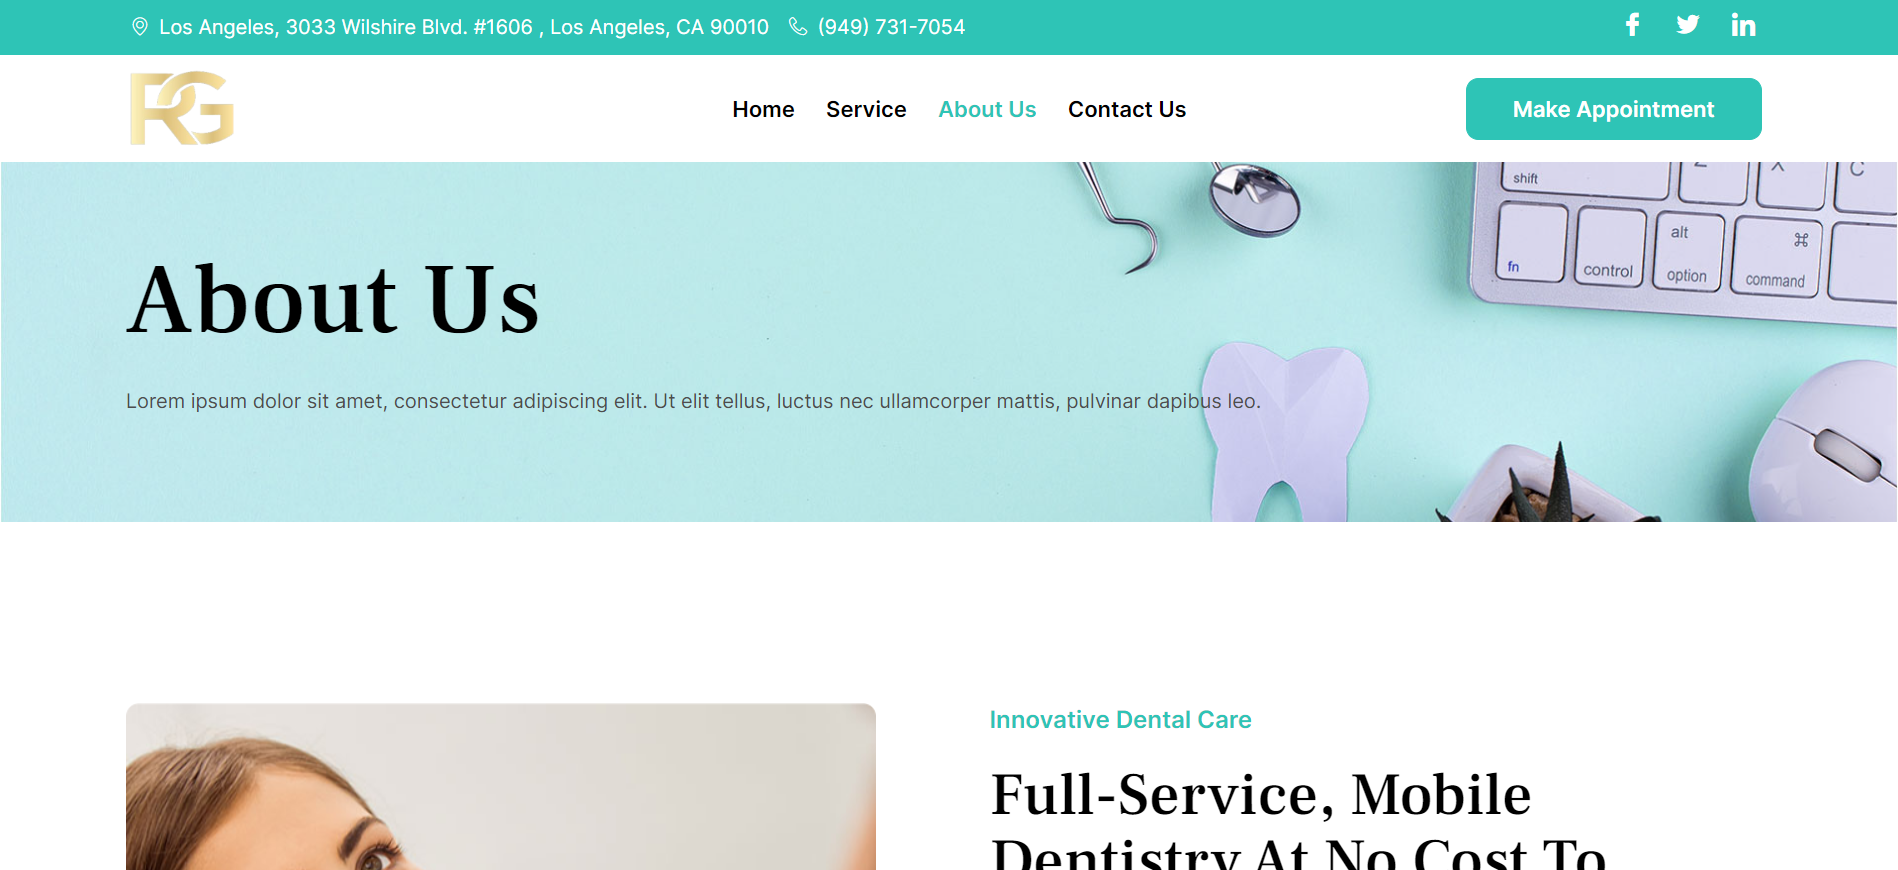 Los Angeles, 3033 Wilshire Blvd. #1606 , Los Angeles, CA 90010 (949) 731-7054
RG
Home Service About Us Contact Us
Make Appointment
shift Z X C
alt ⌘
fn control option command
About Us
Lorem ipsum dolor sit amet, consectetur adipiscing elit. Ut elit tellus, luctus nec ullamcorper mattis, pulvinar dapibus leo.
Innovative Dental Care
Full-Service, Mobile
Dentistry At No Cost To